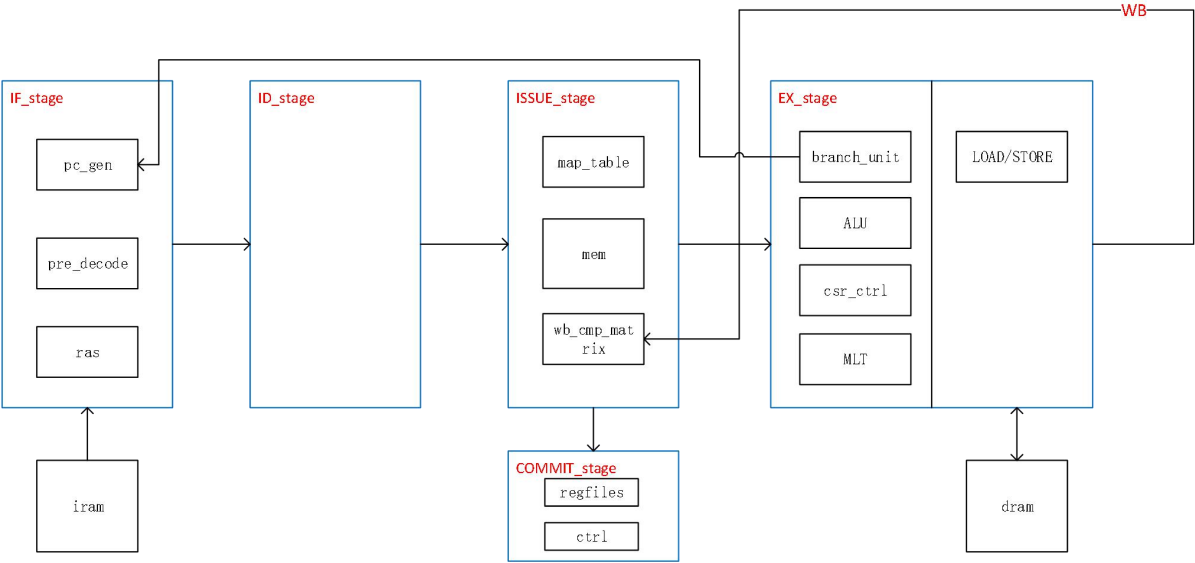 WB
IF_stage
pc_gen
pre_decode
ras
iram
ID_stage
ISSUE_stage
map_table
mem
wb_cmp_mat
rix
COMMIT_stage
regfiles
ctrl
EX_stage
branch_unit
ALU
csr_ctrl
MLT
LOAD/STORE
dram